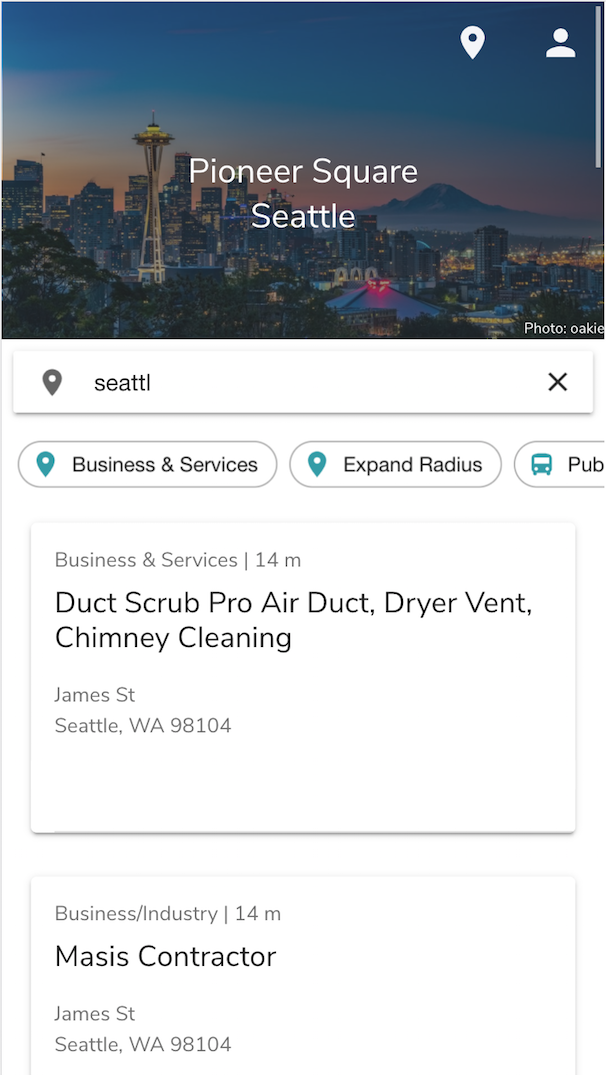 Pioneer Square
Seattle
Photo: oakie
seattl
Business & Services
Expand Radius
Pub
Business & Services | 14 m
Duct Scrub Pro Air Duct, Dryer Vent,
Chimney Cleaning
James St
Seattle, WA 98104
Business/Industry | 14 m
Masis Contractor
James St
Seattle, WA 98104